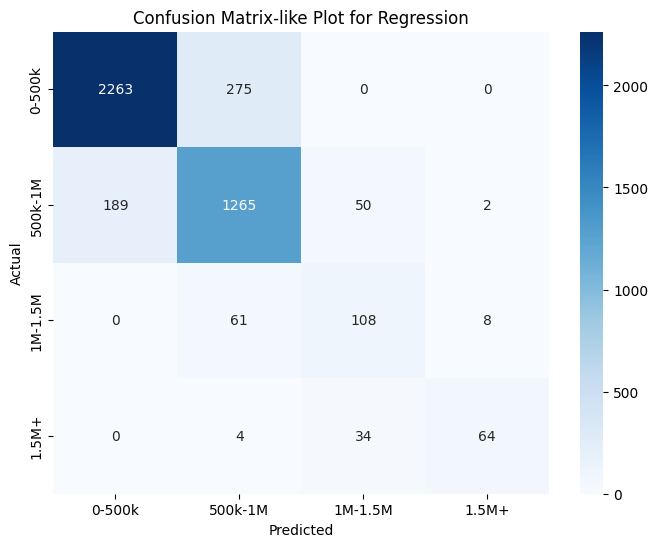 Confusion Matrix-like Plot for Regression
0-500k
2263 275 0 0
500k-1M
189 1265 50 2
1M-1.5M
0 61 108 8
1.5M+
0 4 34 64
Actual
0-500k 500k-1M 1M-1.5M 1.5M+
Predicted
2000
1500
1000
500
0